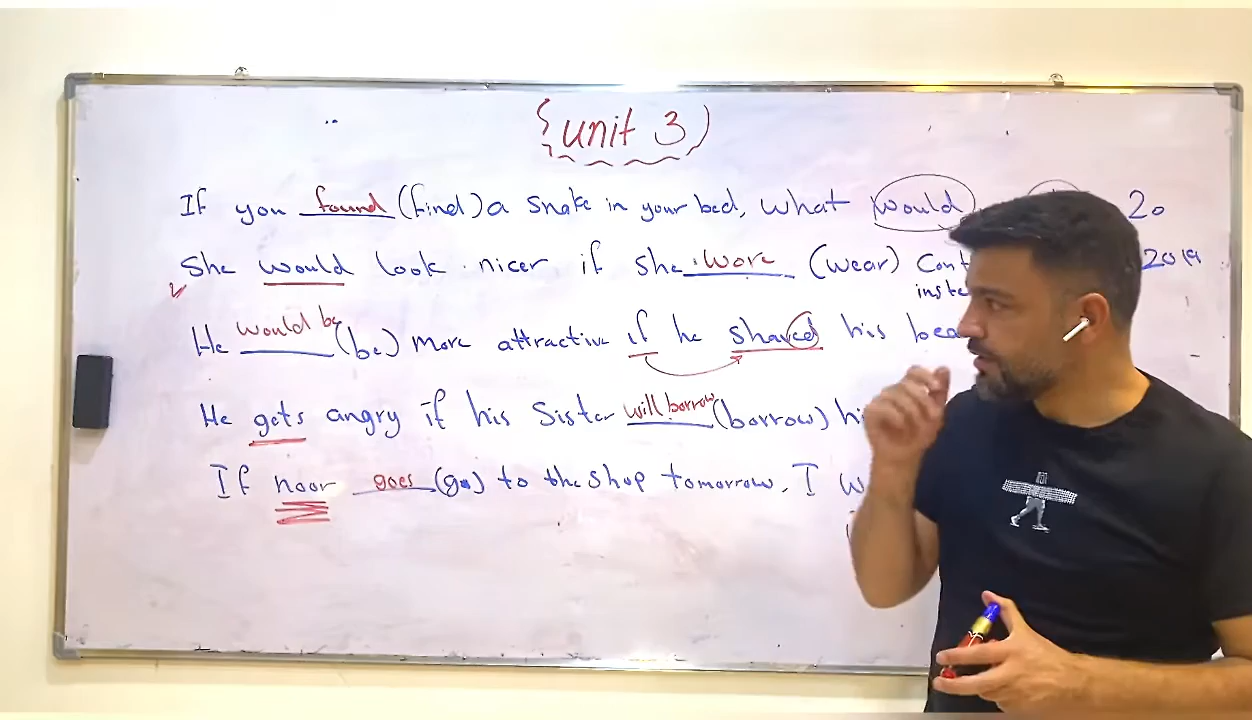 {unit 3}
If you found (find) a snake in your bed, what would 20
She would look nicer if she wore (wear) Cont 2019
inste
He would be (be) more attractive if he shaved his bea
He gets angry if his Sister will borrow (borrow) hi
If noor goes (go) to the shop tomorrow, I w